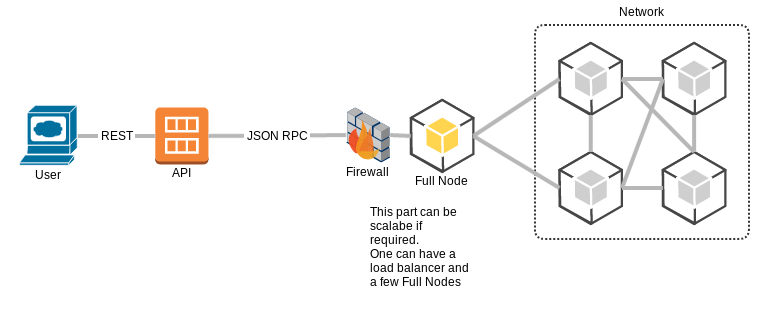 Network
REST
JSON RPC
User
API
Firewall
Full Node
This part can be
scalabe if
required.
One can have a
load balancer and
a few Full Nodes